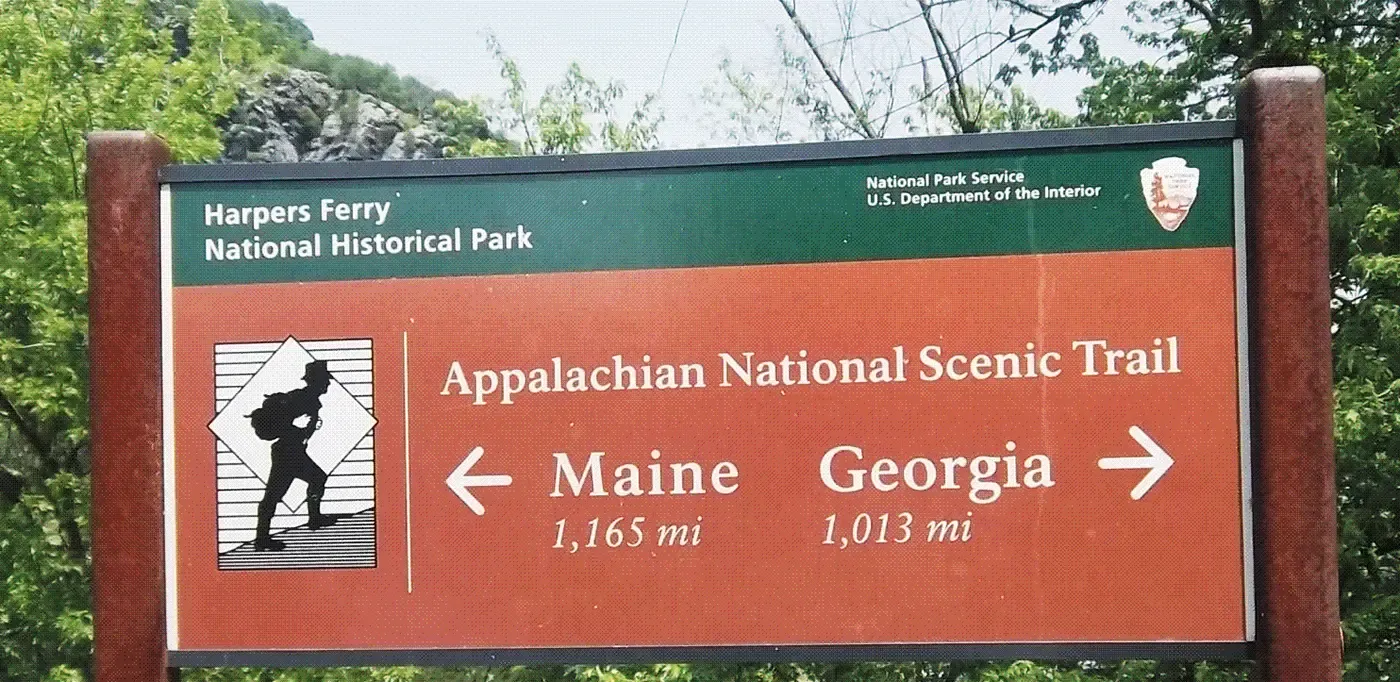 Harpers Ferry
National Historical Park
National Park Service
U.S. Department of the Interior
Appalachian National Scenic Trail
← Maine
1,165 mi
Georgia →
1,013 mi